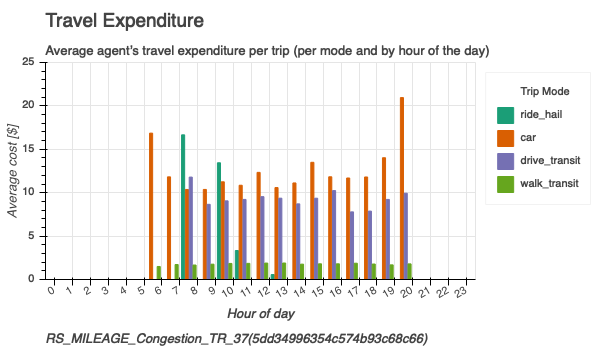 Travel Expenditure
Average agent's travel expenditure per trip (per mode and by hour of the day)
25
20
15
10
5
0
Average cost [$]
0 1 2 3 4 5 6 7 8 9 10 11 12 13 14 15 16 17 18 19 20 21 22 23
Hour of day
Trip Mode
ride_hail
car
drive_transit
walk_transit
RS_MILEAGE_Congestion_TR_37(5dd34996354c574b93c68c66)